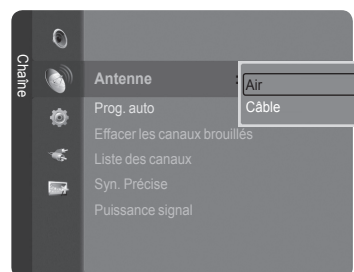 Chaîne
Antenne : Air
Câble
Prog. auto
Effacer les canaux brouillés
Liste des canaux
Syn. Précise
Puissance signal